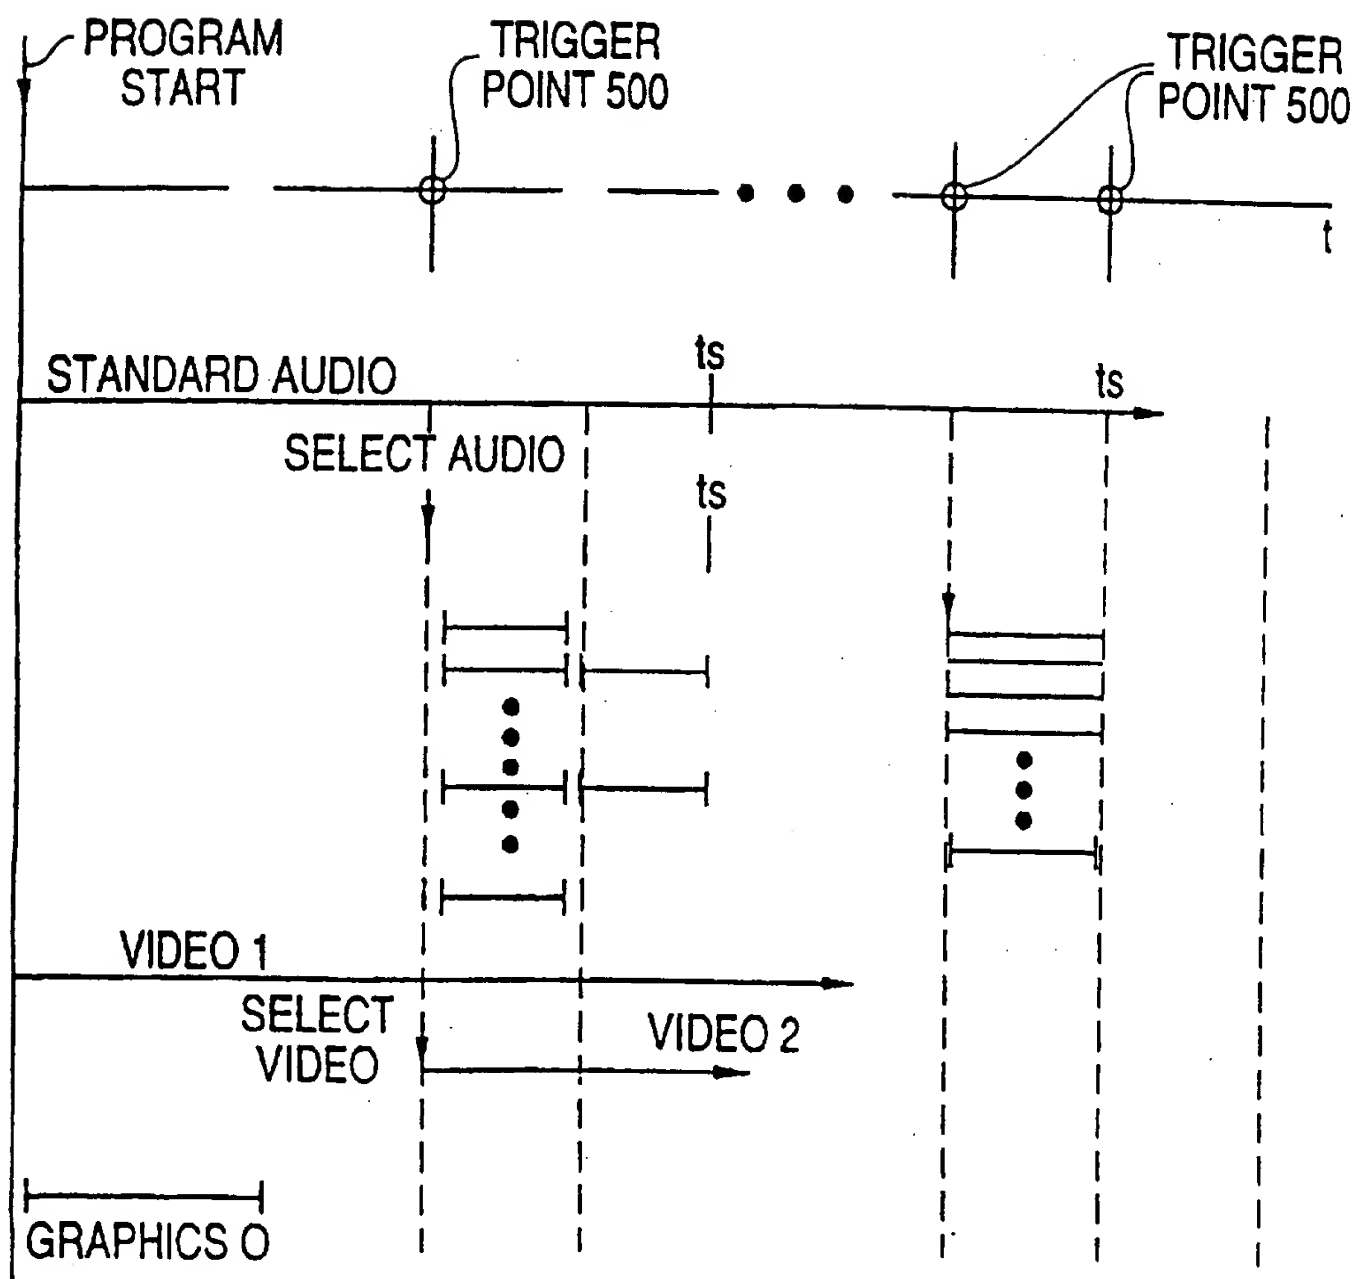 PROGRAM
START
TRIGGER
POINT 500
TRIGGER
POINT 500
t
STANDARD AUDIO
ts
ts
SELECT AUDIO
ts
VIDEO 1
SELECT
VIDEO
VIDEO 2
GRAPHICS O